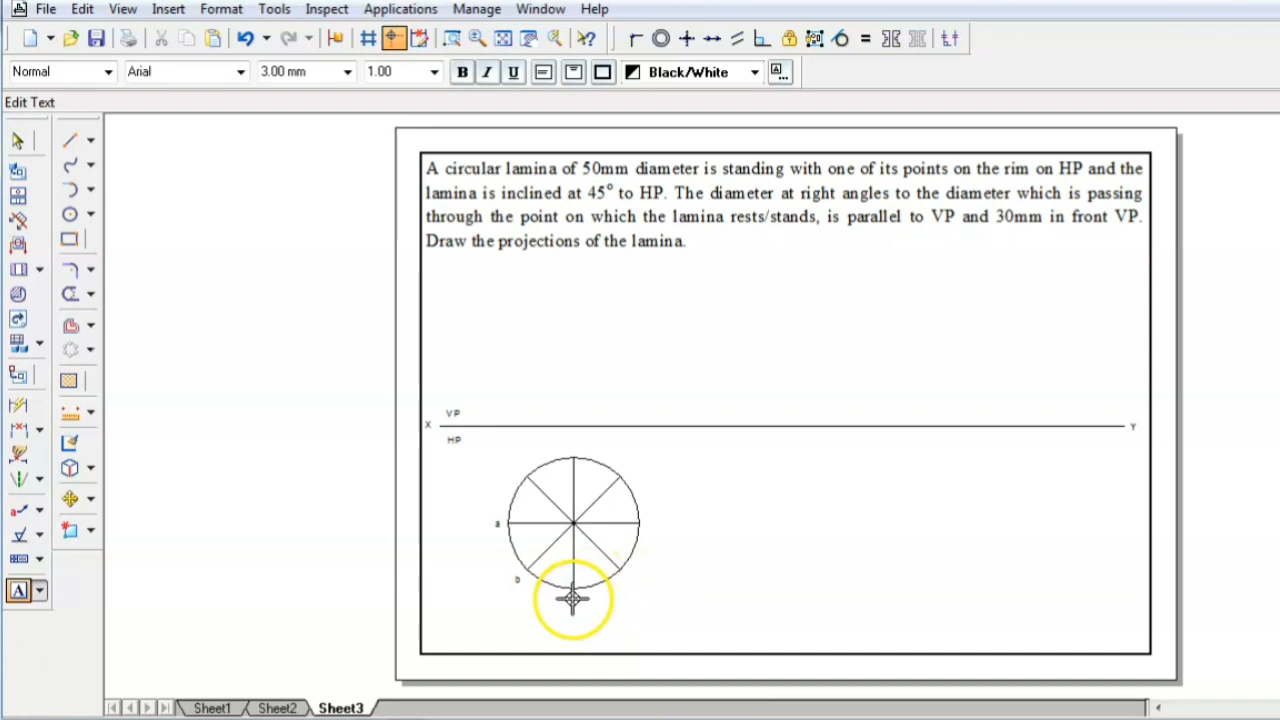 File Edit View Insert Format Tools Inspect Applications Manage Window Help
Normal Arial 3.00 mm 1.00 B I U Black/White A...
Edit Text
A circular lamina of 50mm diameter is standing with one of its points on the rim on HP and the
lamina is inclined at 45° to HP. The diameter at right angles to the diameter which is passing
through the point on which the lamina rests/stands, is parallel to VP and 30mm in front VP.
Draw the projections of the lamina.
VP
X Y
HP
a
b
A
Sheet1 Sheet2 Sheet3